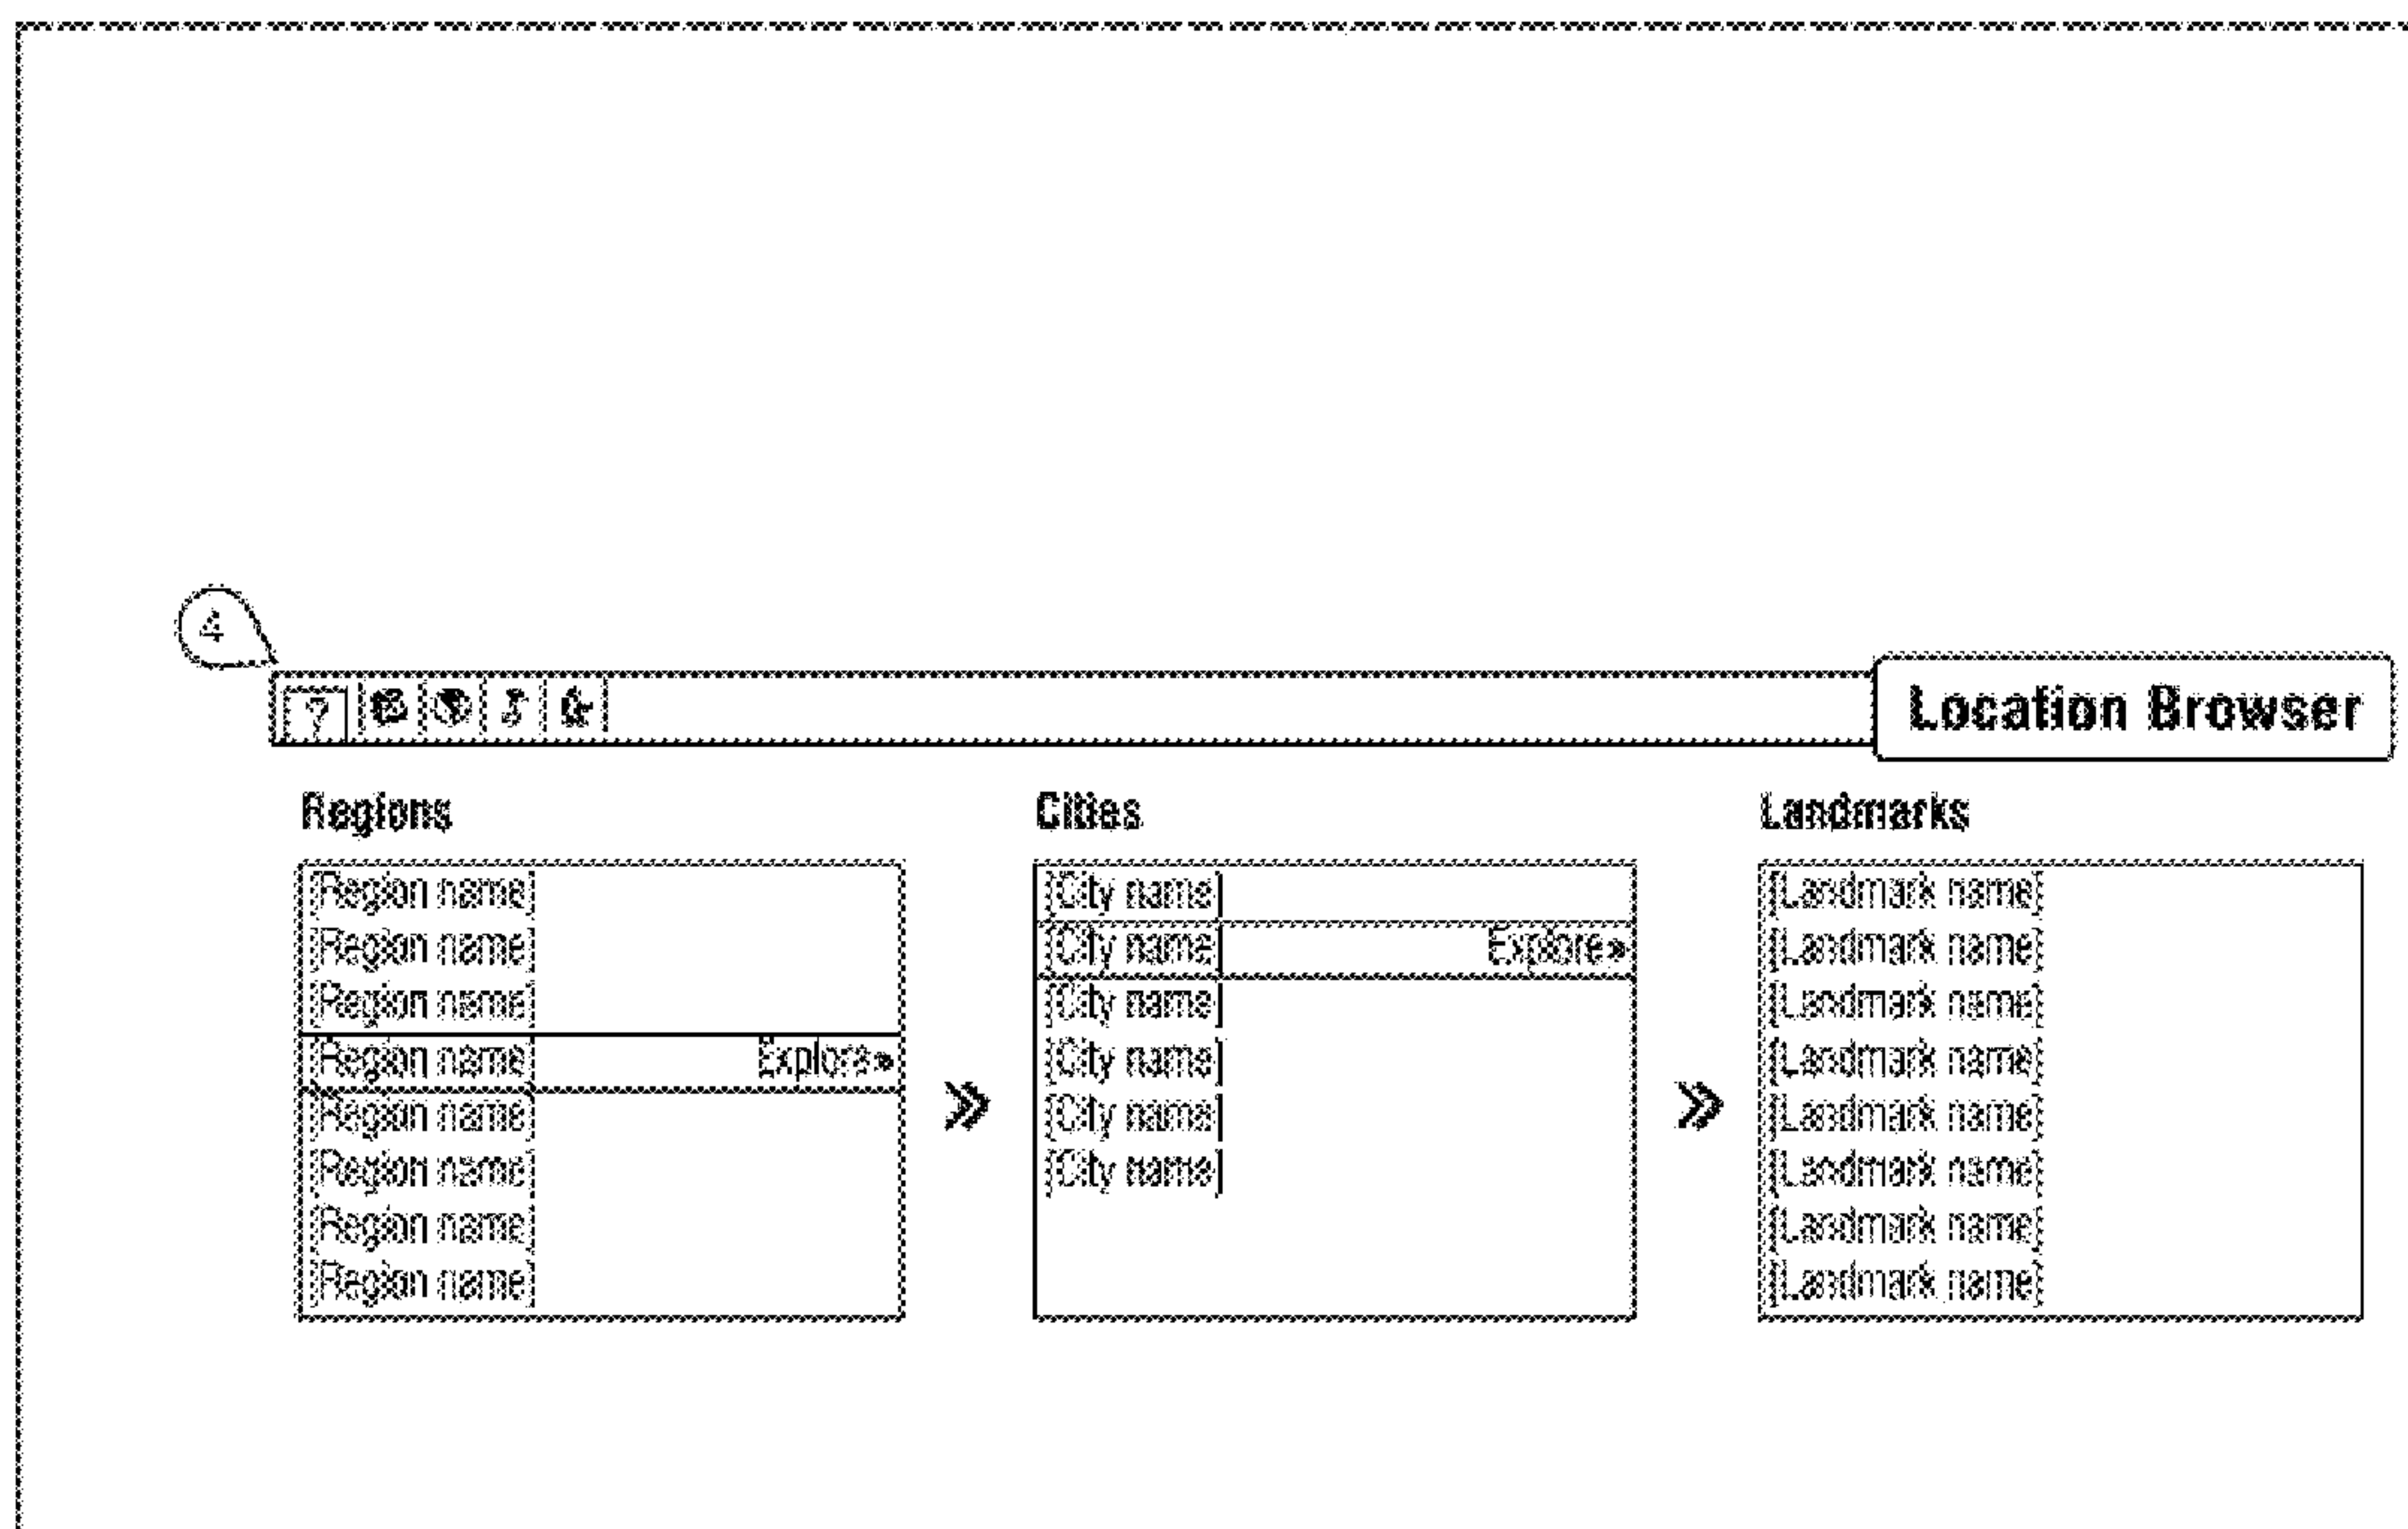 4
?
Location Browser
Regions
[Region name]
[Region name]
[Region name]
[Region name] Explore»
[Region name]
[Region name]
[Region name]
[Region name]
»
Cities
[City name]
[City name] Explore»
[City name]
[City name]
[City name]
[City name]
»
Landmarks
[Landmark name]
[Landmark name]
[Landmark name]
[Landmark name]
[Landmark name]
[Landmark name]
[Landmark name]
[Landmark name]